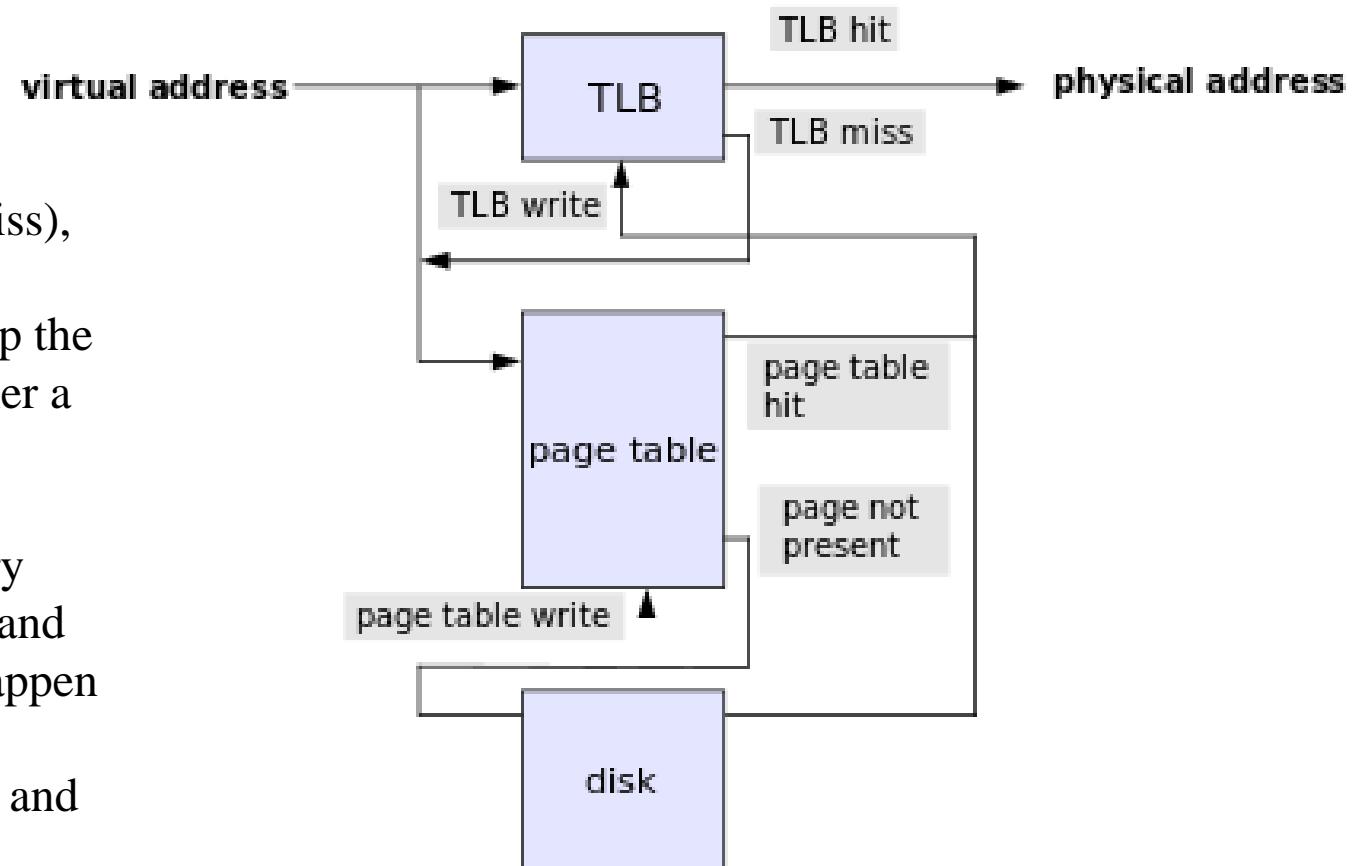 iss),
p the
er a
ry
and
appen
and
TLB hit
virtual address
TLB
physical address
TLB miss
TLB write
page table
hit
page table
page not
present
page table write
disk